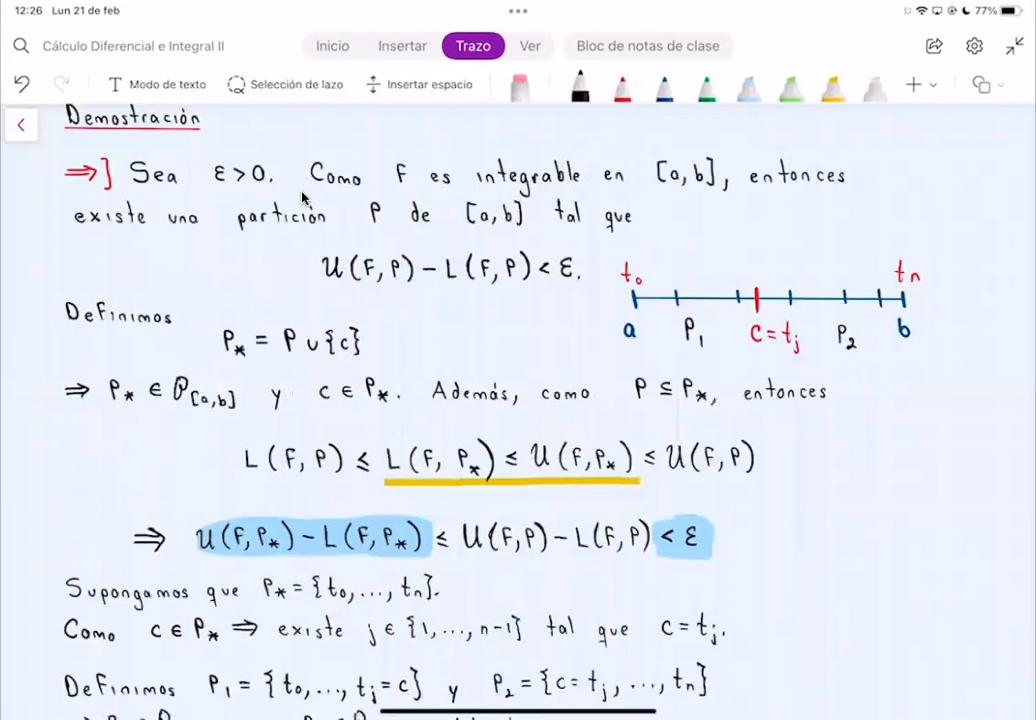 12:26 Lun 21 de feb
77%
Cálculo Diferencial e Integral II Inicio Insertar Trazo Ver Bloc de notas de clase
Modo de texto Selección de lazo Insertar espacio
Demostración
⇒] Sea ε>0. Como f es integrable en [a,b], entonces
existe una partición P de [a,b] tal que
U(f,P)-L(f,P)<ε.
t₀ tₙ
a P₁ c=tⱼ P₂ b
Definimos
P* = P ∪ {c}
⇒ P* ∈ 𝒫[a,b] y c ∈ P*. Además, como P ⊆ P*, entonces
L(f,P) ≤ L(f,P*) ≤ U(f,P*) ≤ U(f,P)
⇒ U(f,P*)-L(f,P*) ≤ U(f,P)-L(f,P) < ε
Supongamos que P* = {t₀,...,tₙ}.
Como c ∈ P* ⇒ existe j ∈ {1,...,n-1} tal que c = tⱼ.
Definimos P₁ = {t₀,...,tⱼ=c} y P₂ = {c=tⱼ,...,tₙ}